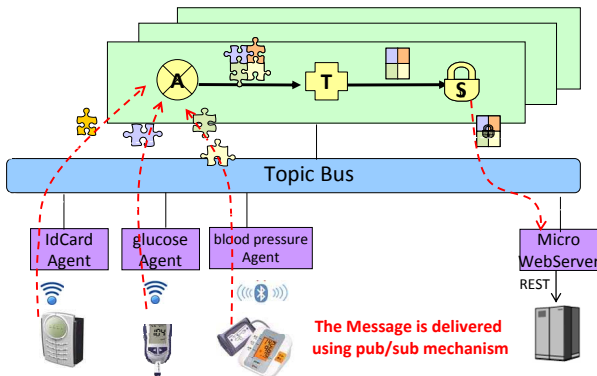 A
T
S
Topic Bus
IdCard
Agent
glucose
Agent
blood pressure
Agent
Micro
WebServer
REST
104
The Message is delivered
using pub/sub mechanism